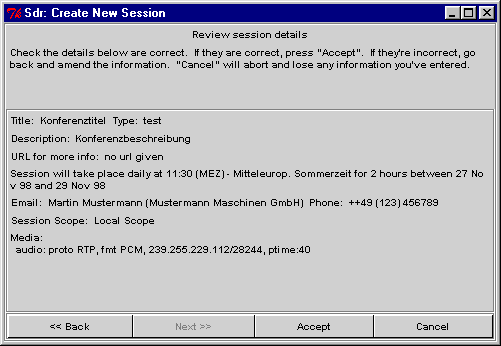 Sdr: Create New Session
Review session details
Check the details below are correct. If they are correct, press "Accept". If they're incorrect, go
back and amend the information. "Cancel" will abort and lose any information you've entered.
Title: Konferenztitel Type: test
Description: Konferenzbeschreibung
URL for more info: no url given
Session will take place daily at 11:30 (MEZ) - Mitteleurop. Sommerzeit for 2 hours between 27 No
v 98 and 29 Nov 98
Email: Martin Mustermann (Mustermann Maschinen GmbH) Phone: ++49 (123) 456789
Session Scope: Local Scope
Media:
audio: proto RTP, fmt PCM, 239.255.229.112/28244, ptime:40
<< Back Next >> Accept Cancel